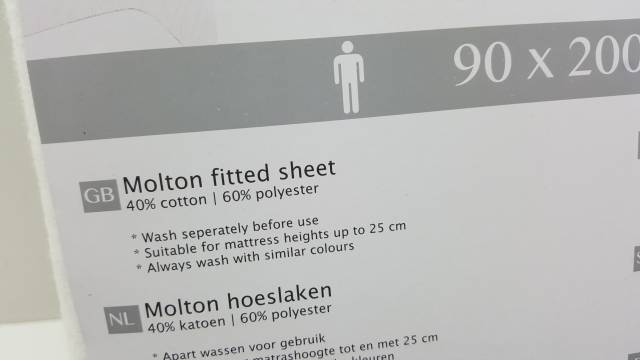 90 x 200
GB Molton fitted sheet
40% cotton | 60% polyester
* Wash seperately before use
* Suitable for mattress heights up to 25 cm
* Always wash with similar colours
NL Molton hoeslaken
40% katoen | 60% polyester
* Apart wassen voor gebruik
matrashoogte tot en met 25 cm
kleuren